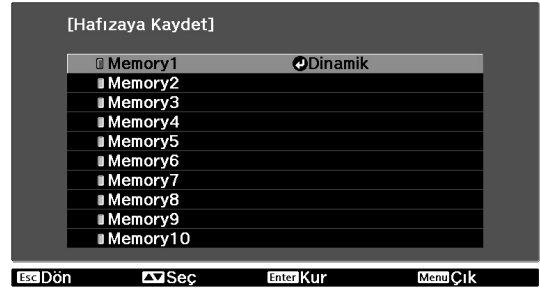 [Hafızaya Kaydet]
Memory1 Dinamik
Memory2
Memory3
Memory4
Memory5
Memory6
Memory7
Memory8
Memory9
Memory10
Esc Dön Seç Enter Kur Menu Çık